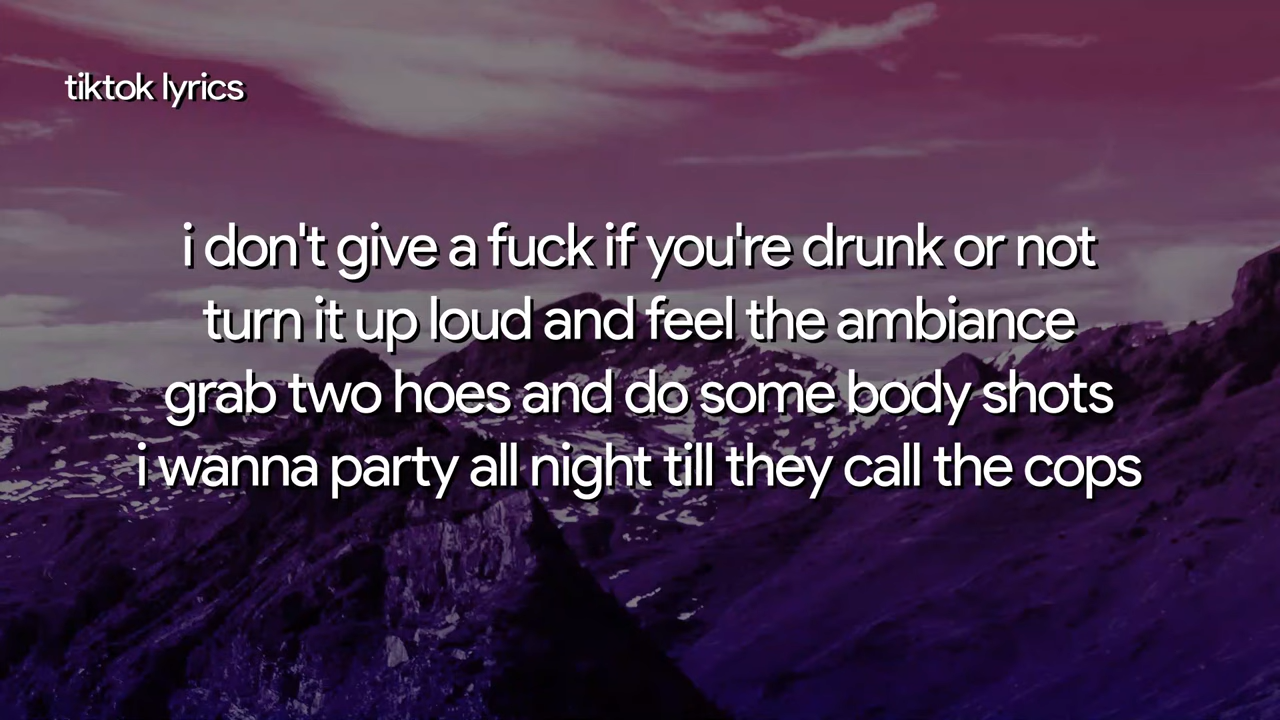 tiktok lyrics
i don't give a fuck if you're drunk or not
turn it up loud and feel the ambiance
grab two hoes and do some body shots
i wanna party all night till they call the cops